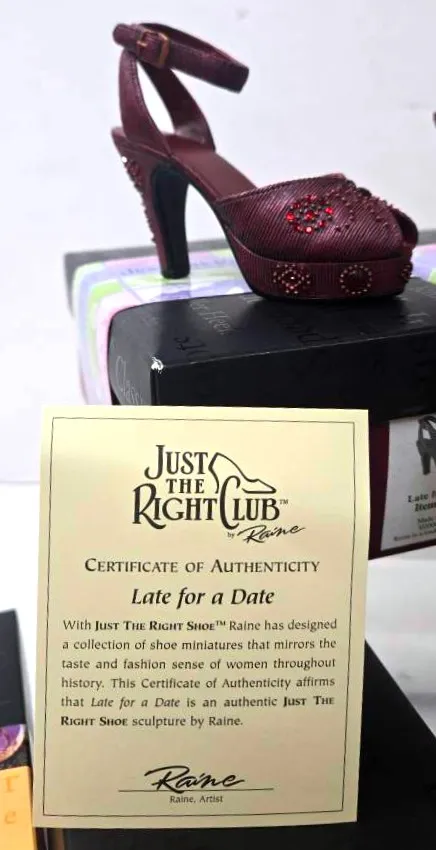 JUST
THE
RIGHT CLUB™
by Raine
CERTIFICATE OF AUTHENTICITY
Late for a Date
With JUST THE RIGHT SHOE™ Raine has designed
a collection of shoe miniatures that mirrors the
taste and fashion sense of women throughout
history. This Certificate of Authenticity affirms
that Late for a Date is an authentic JUST THE
RIGHT SHOE sculpture by Raine.
Raine
Raine, Artist
Late
Item
Made